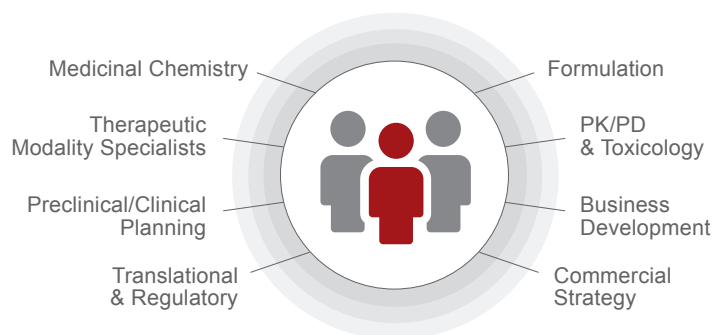 Medicinal Chemistry
Therapeutic
Modality Specialists
Preclinical/Clinical
Planning
Translational
& Regulatory
Formulation
PK/PD
& Toxicology
Business
Development
Commercial
Strategy